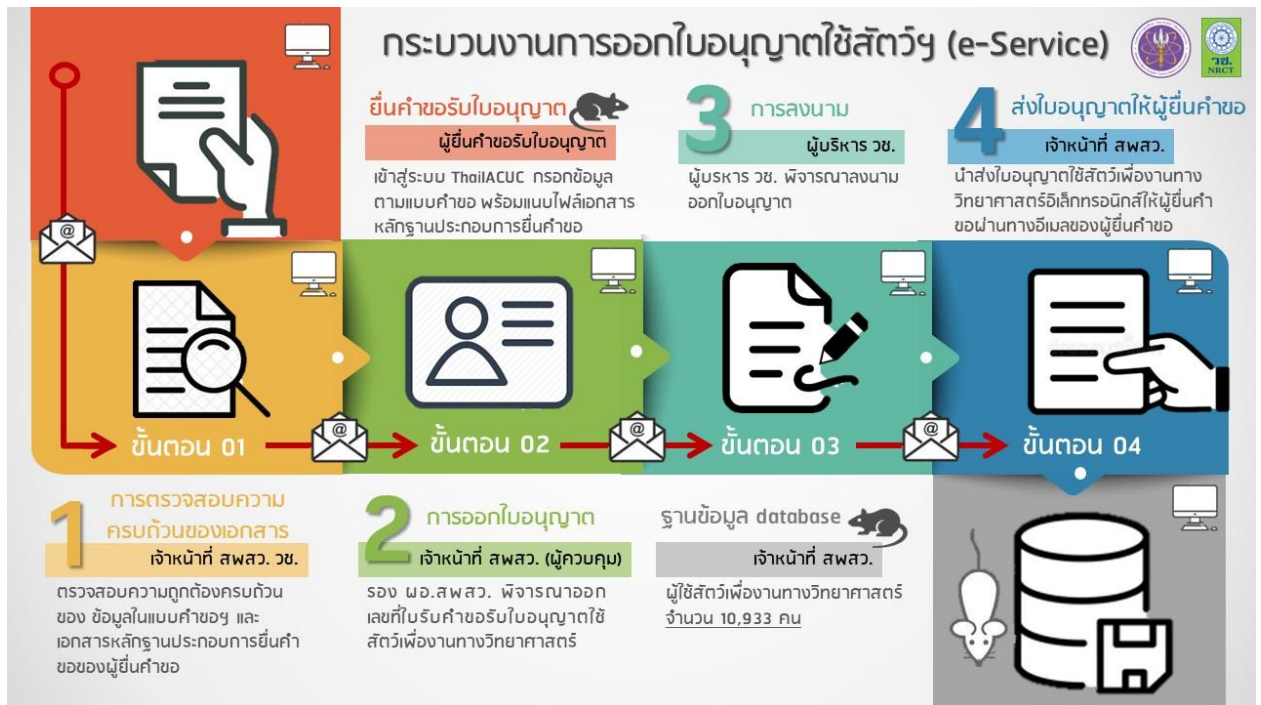 กระบวนงานการออกใบอนุญาตใช้สัตว์ฯ (e-Service)
วช.
NRCT
ยื่นคำขอรับใบอนุญาต
ผู้ยื่นคำขอรับใบอนุญาต
เข้าสู่ระบบ ThaiIACUC กรอกข้อมูล
ตามแบบคำขอ พร้อมแนบไฟล์เอกสาร
หลักฐานประกอบการยื่นคำขอ
3 การลงนาม
ผู้บริหาร วช.
ผู้บรหาร วช. พิจารณาลงนาม
ออกใบอนุญาต
4 ส่งใบอนุญาตให้ผู้ยื่นคำขอ
เจ้าหน้าที่ สพสว.
นำส่งใบอนุญาตใช้สัตว์เพื่องานทาง
วิทยาศาสตร์อิเล็กทรอนิกส์ให้ผู้ยื่นคำ
ขอผ่านทางอีเมลของผู้ยื่นคำขอ
@
ขั้นตอน 01
@
ขั้นตอน 02
@
ขั้นตอน 03
@
ขั้นตอน 04
1 การตรวจสอบความ
ครบถ้วนของเอกสาร
เจ้าหน้าที่ สพสว. วช.
ตรวจสอบความถูกต้องครบถ้วน
ของ ข้อมูลในแบบคำขอฯ และ
เอกสารหลักฐานประกอบการยื่นคำ
ขอของผู้ยื่นคำขอ
2 การออกใบอนุญาต
เจ้าหน้าที่ สพสว. (ผู้ควบคุม)
รอง ผอ.สพสว. พิจารณาออก
เลขที่ใบรับคำขอรับใบอนุญาตใช้
สัตว์เพื่องานทางวิทยาศาสตร์
ฐานข้อมูล database
เจ้าหน้าที่ สพสว.
ผู้ใช้สัตว์เพื่องานทางวิทยาศาสตร์
จำนวน 10,933 คน